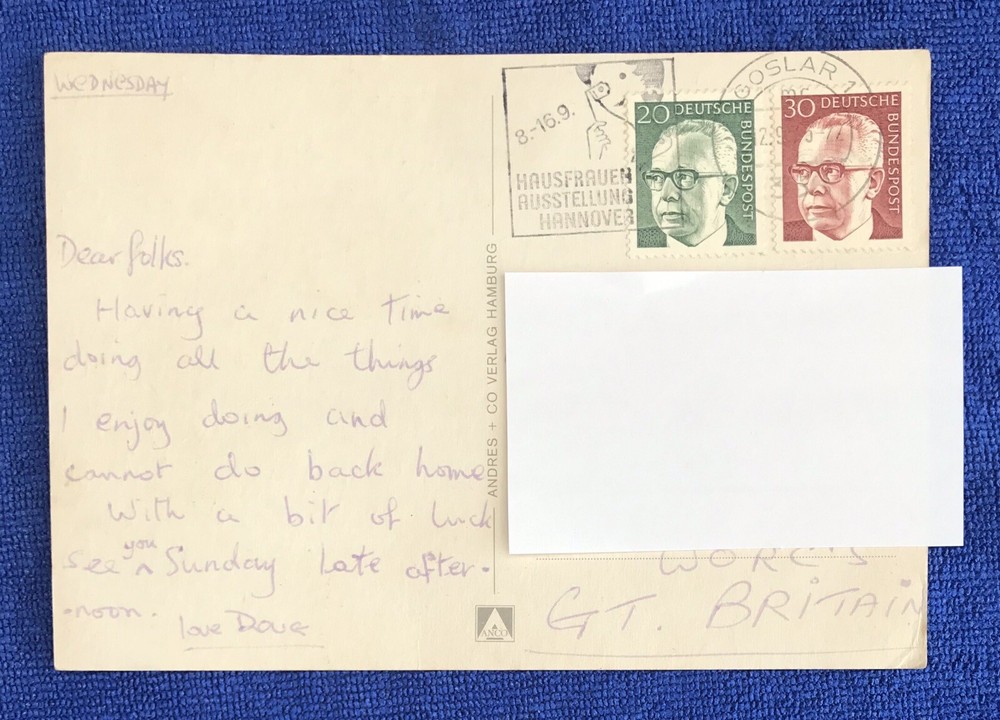 WEDNESDAY
Dear folks.
Having a nice time
doing all the things
I enjoy doing and
cannot do back home
With a bit of luck
see you Sunday late after-
-noon.
love Doug
ANDRES + CO VERLAG HAMBURG
ANCO
8.-16.9.
HAUSFRAUEN
AUSSTELLUNG
HANNOVER
GOSLAR 1
20 DEUTSCHE BUNDESPOST
30 DEUTSCHE BUNDESPOST
WORCS
GT. BRITAIN